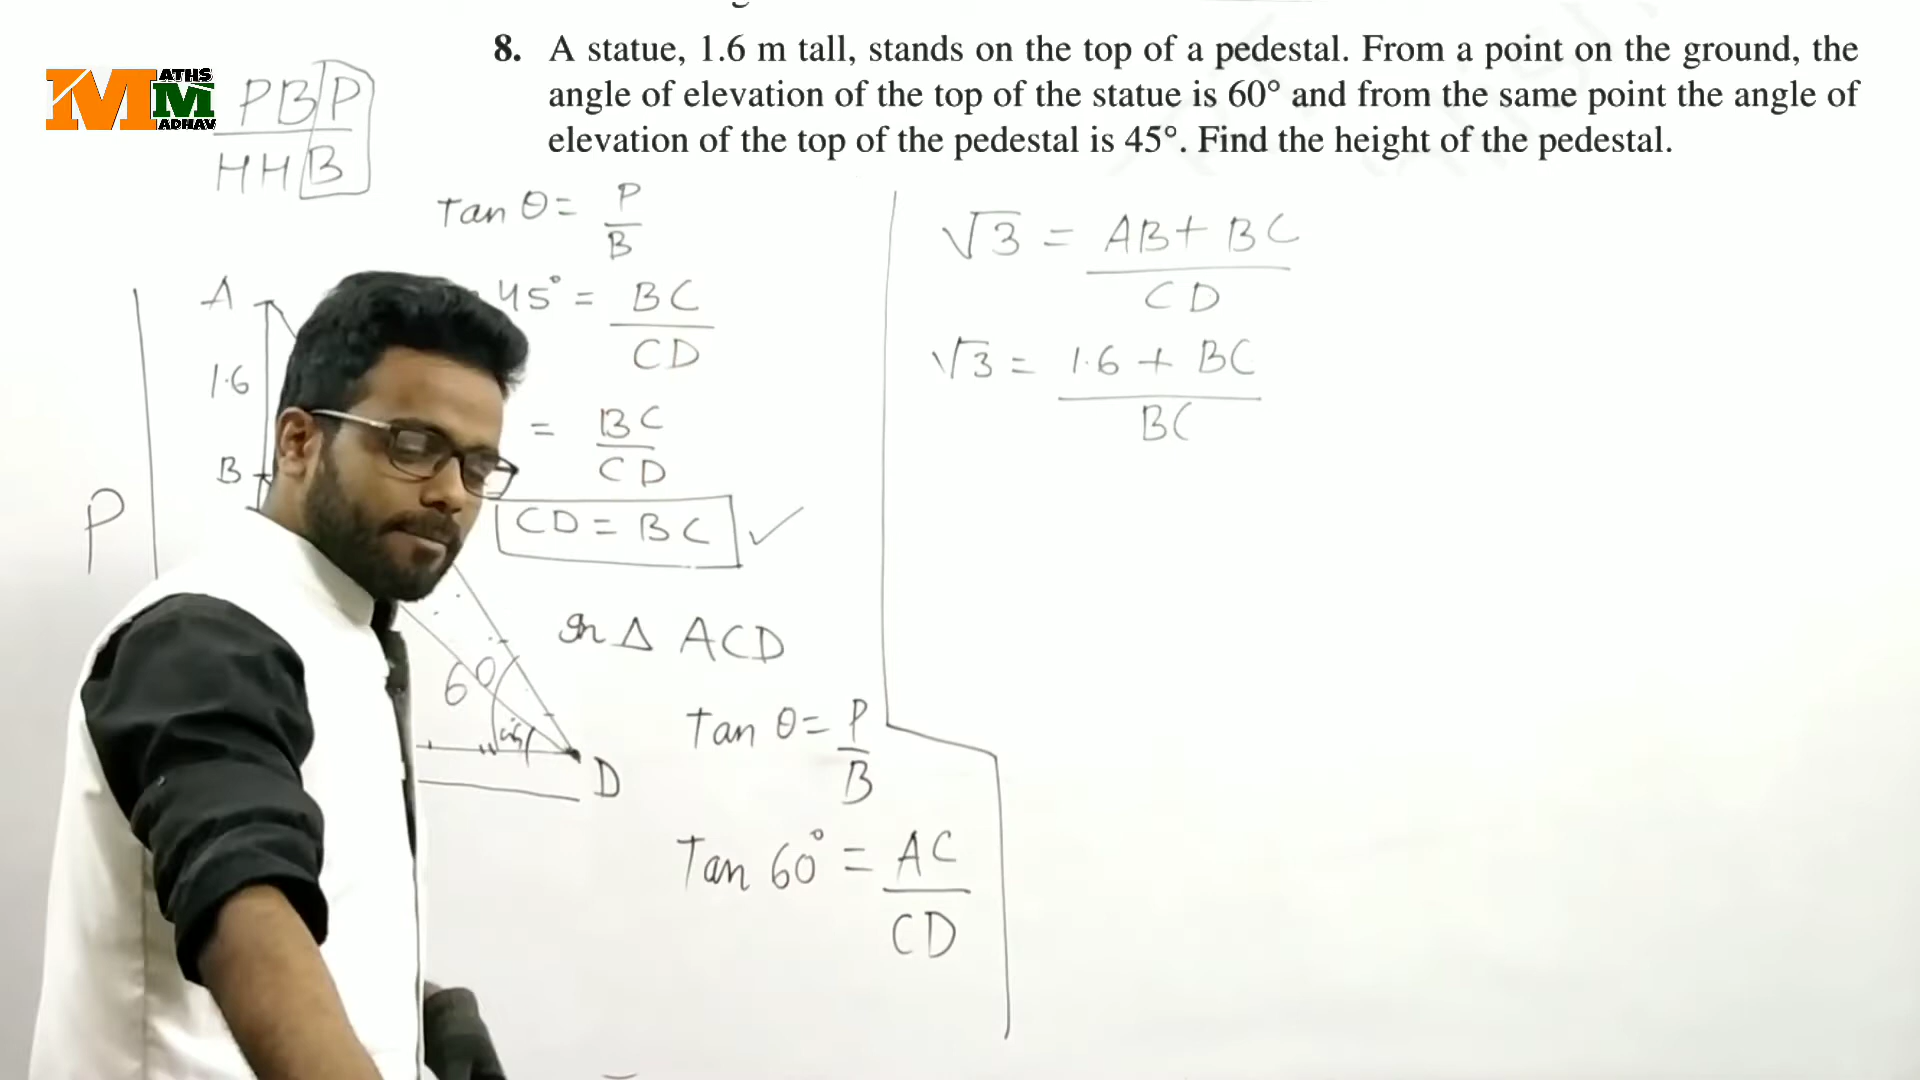 MATHS
MADHAV
PBP
HHB
8. A statue, 1.6 m tall, stands on the top of a pedestal. From a point on the ground, the
angle of elevation of the top of the statue is 60° and from the same point the angle of
elevation of the top of the pedestal is 45°. Find the height of the pedestal.
Tan θ = P
B
45° = BC
CD
= BC
CD
CD = BC ✓
A
1.6
B
P
60
D
In Δ ACD
Tan θ = P
B
Tan 60° = AC
CD
√3 = AB + BC
CD
√3 = 1.6 + BC
BC